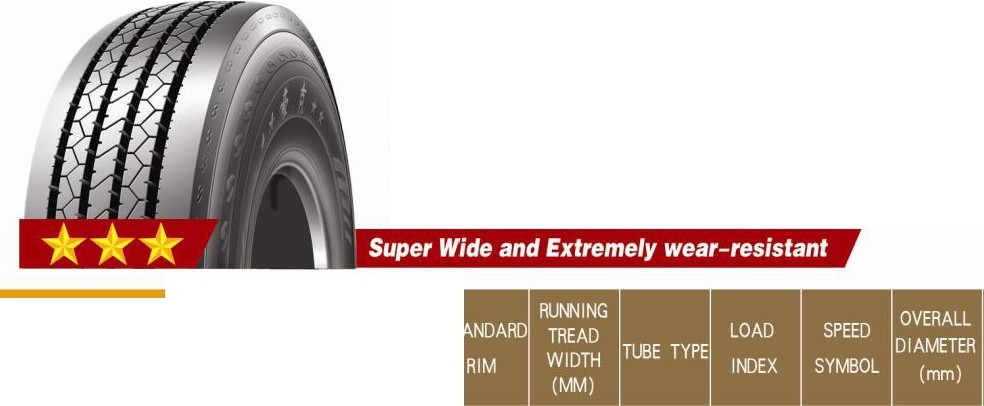 Super Wide and Extremely wear-resistant
ANDARD
RIM
RUNNING
TREAD
WIDTH
(MM)
TUBE TYPE
LOAD
INDEX
SPEED
SYMBOL
OVERALL
DIAMETER
(mm)